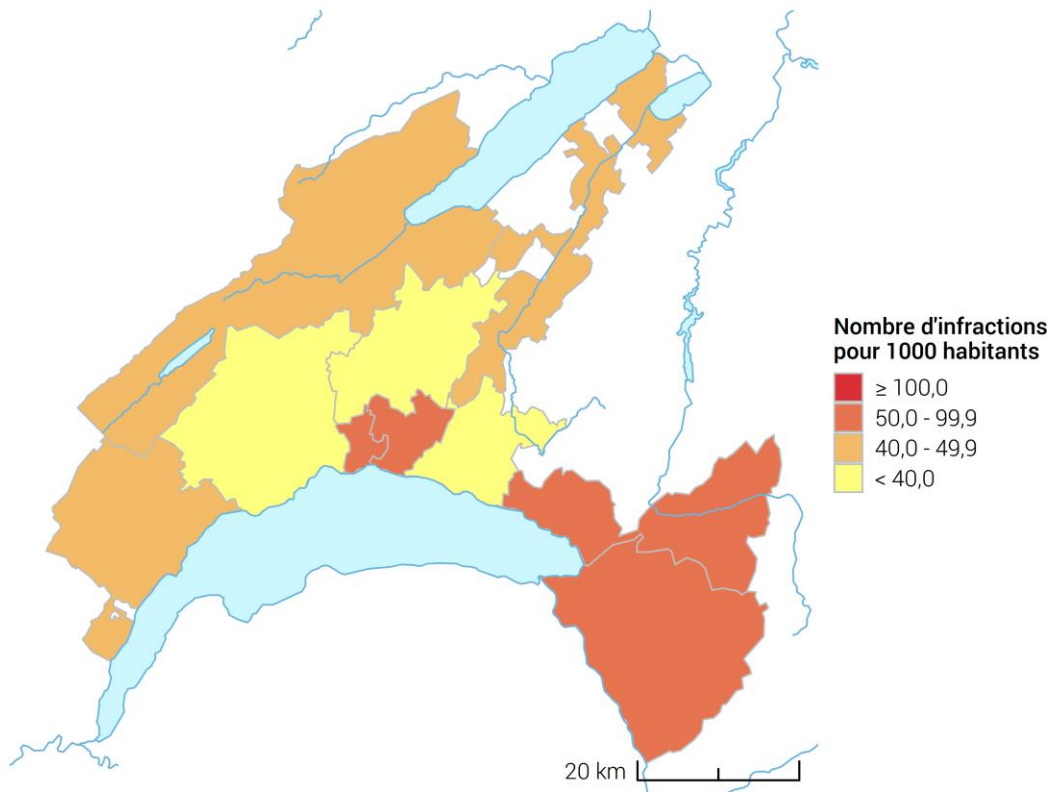 Nombre d'infractions
pour 1000 habitants
≥ 100,0
50,0 - 99,9
40,0 - 49,9
< 40,0
20 km